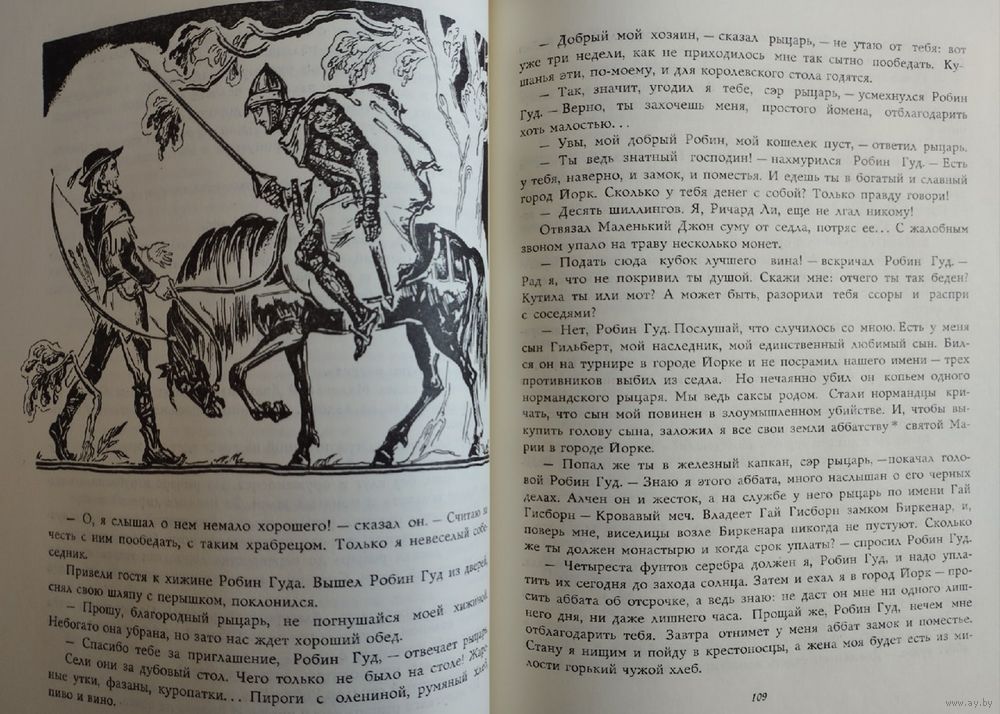 — О, я слышал о нем немало хорошего! — сказал он. — Считаю за
честь с ним пообедать, с таким храбрецом. Только я невеселый собе-
седник.
Привели гостя к хижине Робин Гуда. Вышел Робин Гуд из дверей,
снял свою шляпу с перышком, поклонился.
— Прошу, благородный рыцарь, не погнушайся моей хижиной.
Небогато она убрана, но зато нас ждет хороший обед.
— Спасибо тебе за приглашение, Робин Гуд, — отвечает рыцарь.
Сели они за дубовый стол. Чего только не было на столе! Жаре-
ные утки, фазаны, куропатки... Пироги с олениной, румяный хлеб,
пиво и вино.
— Добрый мой хозяин, — сказал рыцарь, — не утаю от тебя: вот
уже три недели, как не приходилось мне так сытно пообедать. Ку-
шанья эти, по-моему, и для королевского стола годятся.
— Так, значит, угодил я тебе, сэр рыцарь, — усмехнулся Робин
Гуд. — Верно, ты захочешь меня, простого йомена, отблагодарить
хоть малостью...
— Увы, мой добрый Робин, мой кошелек пуст, — ответил рыцарь.
— Ты ведь знатный господин! — нахмурился Робин Гуд. — Есть
у тебя, наверно, и замок, и поместья. И едешь ты в богатый и славный
город Йорк. Сколько у тебя денег с собой? Только правду говори!
— Десять шиллингов. Я, Ричард Ли, еще не лгал никому!
Отвязал Маленький Джон суму от седла, потряс ее... С жалобным
звоном упало на траву несколько монет.
— Подать сюда кубок лучшего вина! — вскричал Робин Гуд. —
Рад я, что не покривил ты душой. Скажи мне: отчего ты так беден?
Кутила ты или мот? А может быть, разорили тебя ссоры и распри
с соседями?
— Нет, Робин Гуд. Послушай, что случилось со мною. Есть у меня
сын Гильберт, мой наследник, мой единственный любимый сын. Бил-
ся он на турнире в городе Йорке и не посрамил нашего имени — трех
противников выбил из седла. Но нечаянно убил он копьем одного
нормандского рыцаря. Мы ведь саксы родом. Стали нормандцы кри-
чать, что сын мой повинен в злоумышленном убийстве. И, чтобы вы-
купить голову сына, заложил я все свои земли аббатству* святой Ма-
рии в городе Йорке.
— Попал же ты в железный капкан, сэр рыцарь, — покачал голо-
вой Робин Гуд. — Знаю я этого аббата, много наслышан о его черных
делах. Алчен он и жесток, а на службе у него рыцарь по имени Гай
Гисборн — Кровавый меч. Владеет Гай Гисборн замком Биркенар, и,
поверь мне, виселицы возле Биркенара никогда не пустуют. Сколько
же ты должен монастырю и когда срок уплаты? — спросил Робин Гуд.
— Четыреста фунтов серебра должен я, Робин Гуд, и надо упла-
тить их сегодня до захода солнца. Затем и ехал я в город Йорк — про-
сить аббата об отсрочке, а ведь знаю: не даст он мне ни одного лиш-
него дня, ни даже лишнего часа. Прощай же, Робин Гуд, нечем мне
отблагодарить тебя. Завтра отнимет у меня аббат замок и поместье.
Стану я нищим и пойду в крестоносцы, а жена моя будет есть из ми-
лости горький чужой хлеб.
109
www.ay.by